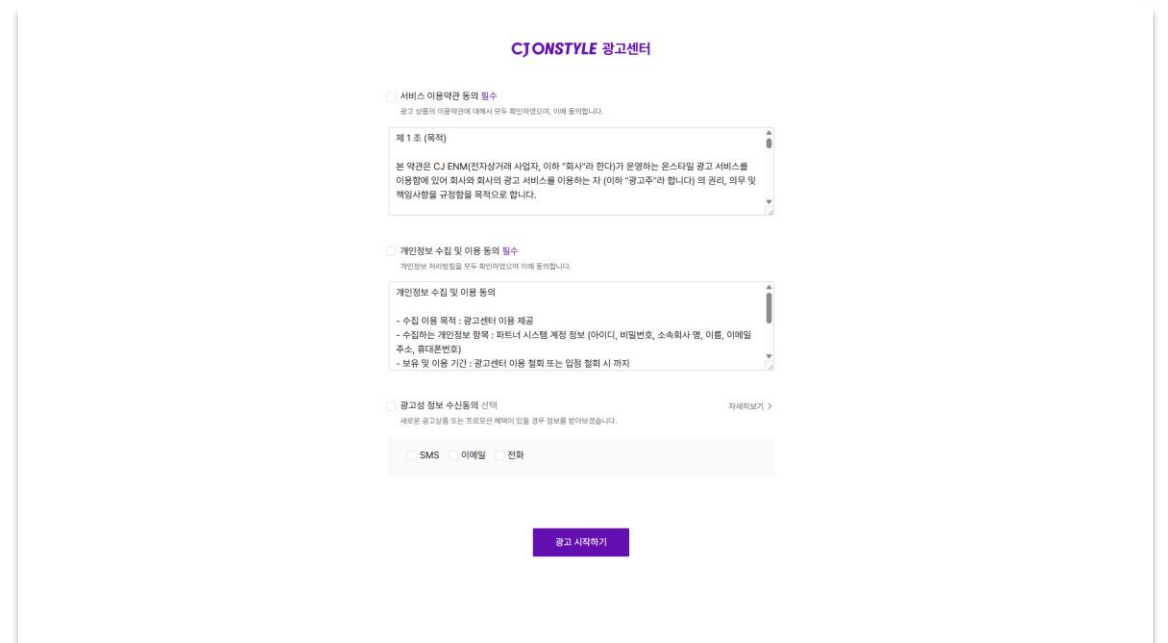 CJ ONSTYLE 광고센터
서비스 이용약관 동의 필수
광고 상품의 이용약관에 대해서 모두 확인하였으며, 이에 동의합니다.
제 1 조 (목적)
본 약관은 CJ ENM(전자상거래 사업자, 이하 "회사"라 한다)가 운영하는 온스타일 광고 서비스를
이용함에 있어 회사와 회사의 광고 서비스를 이용하는 자 (이하 "광고주"라 합니다) 의 권리, 의무 및
책임사항을 규정함을 목적으로 합니다.
개인정보 수집 및 이용 동의 필수
개인정보 처리방침을 모두 확인하였으며 이에 동의합니다.
개인정보 수집 및 이용 동의
- 수집 이용 목적 : 광고센터 이용 제공
- 수집하는 개인정보 항목 : 파트너 시스템 계정 정보 (아이디, 비밀번호, 소속회사 명, 이름, 이메일
주소, 휴대폰번호)
- 보유 및 이용 기간 : 광고센터 이용 철회 또는 입점 철회 시 까지
광고성 정보 수신동의 선택 자세히보기 >
새로운 광고상품 또는 프로모션 혜택이 있을 경우 정보를 받아보겠습니다.
SMS 이메일 전화
광고 시작하기